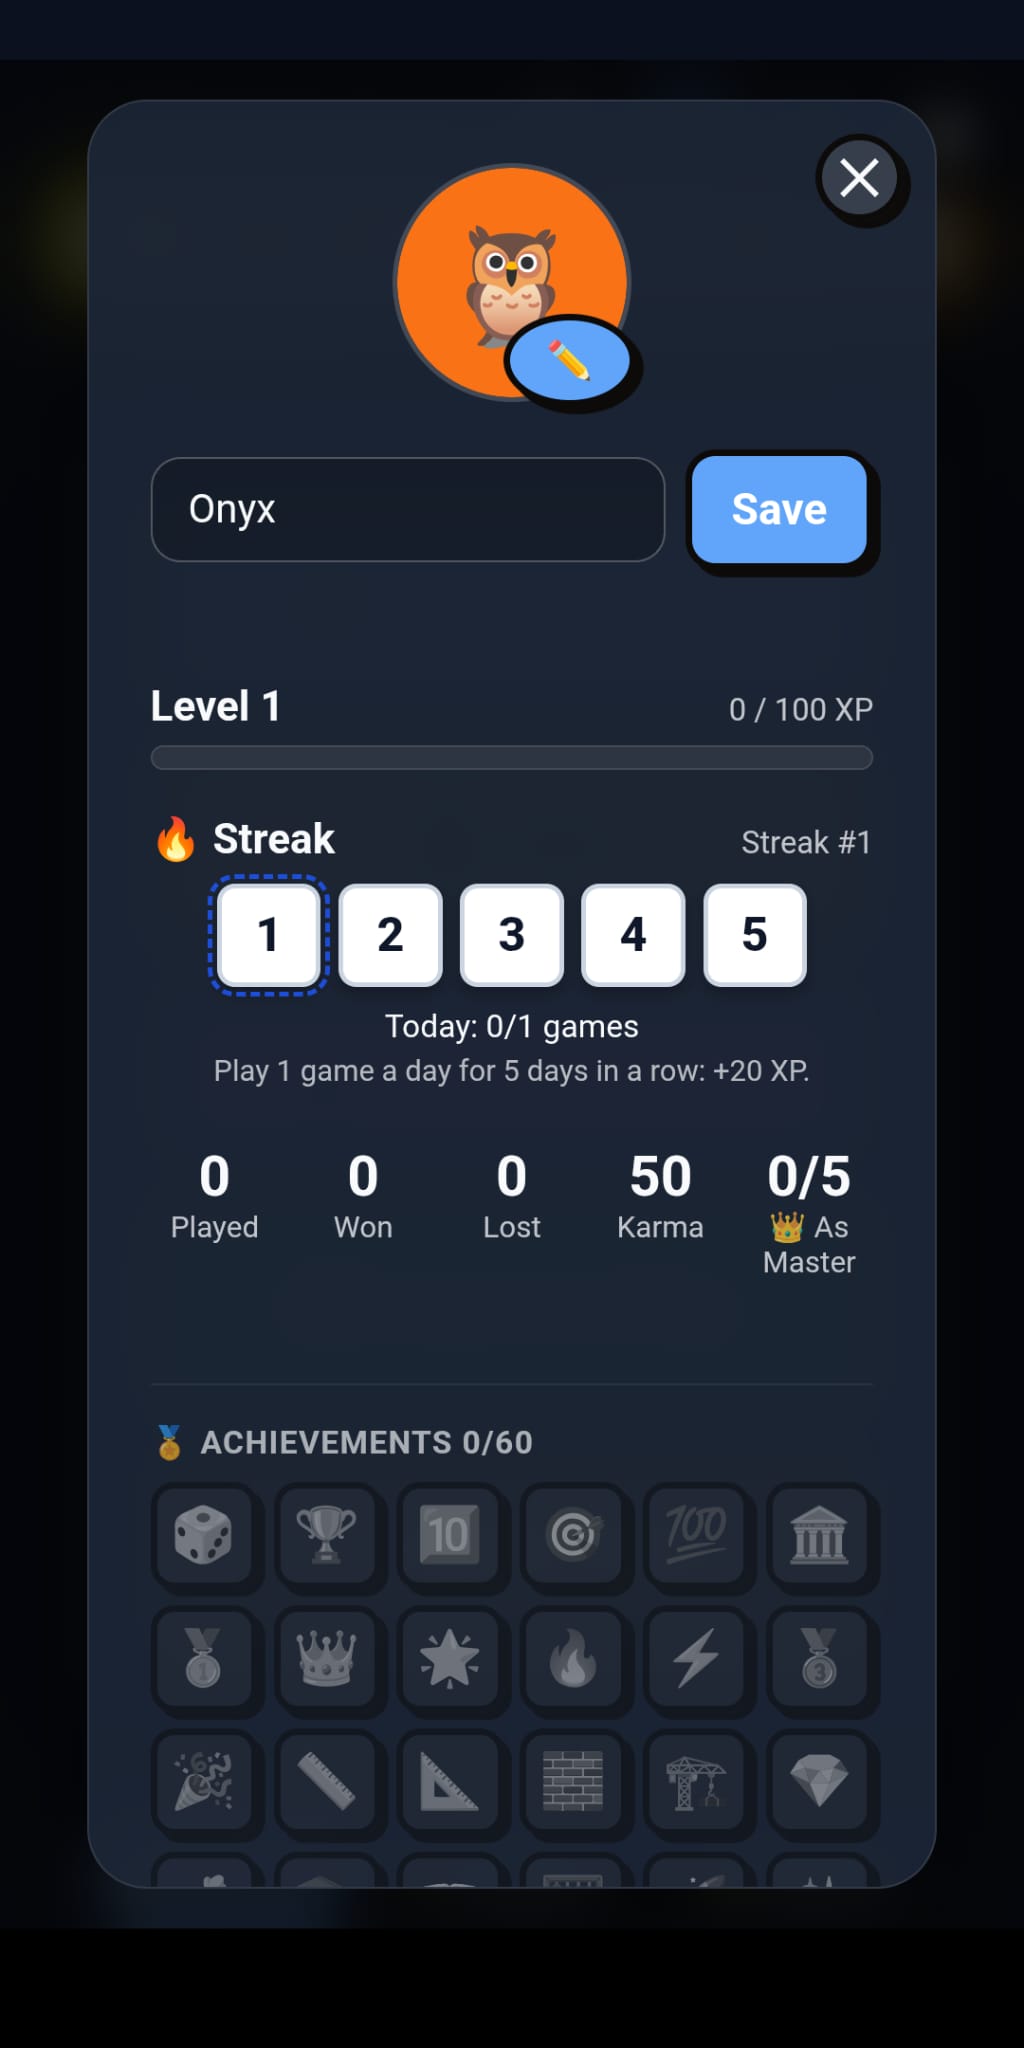 Onyx
Save
Level 1
0 / 100 XP
🔥 Streak
Streak #1
1 2 3 4 5
Today: 0/1 games
Play 1 game a day for 5 days in a row: +20 XP.
0 0 0 50 0/5
Played Won Lost Karma 👑 As Master
🏅 ACHIEVEMENTS 0/60